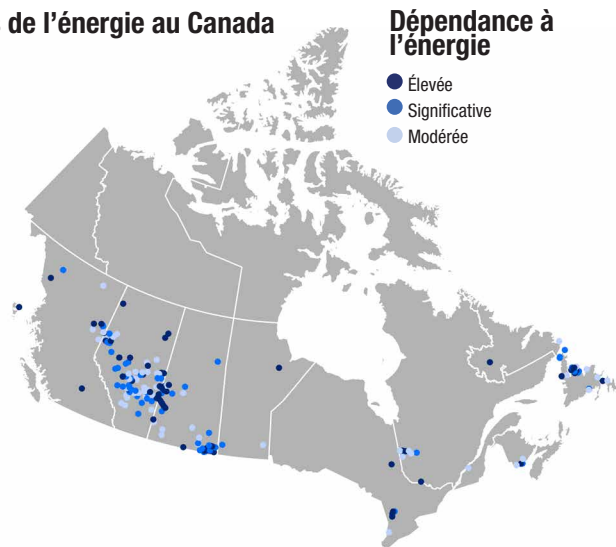 de l'énergie au Canada
Dépendance à
l'énergie
Élevée
Significative
Modérée